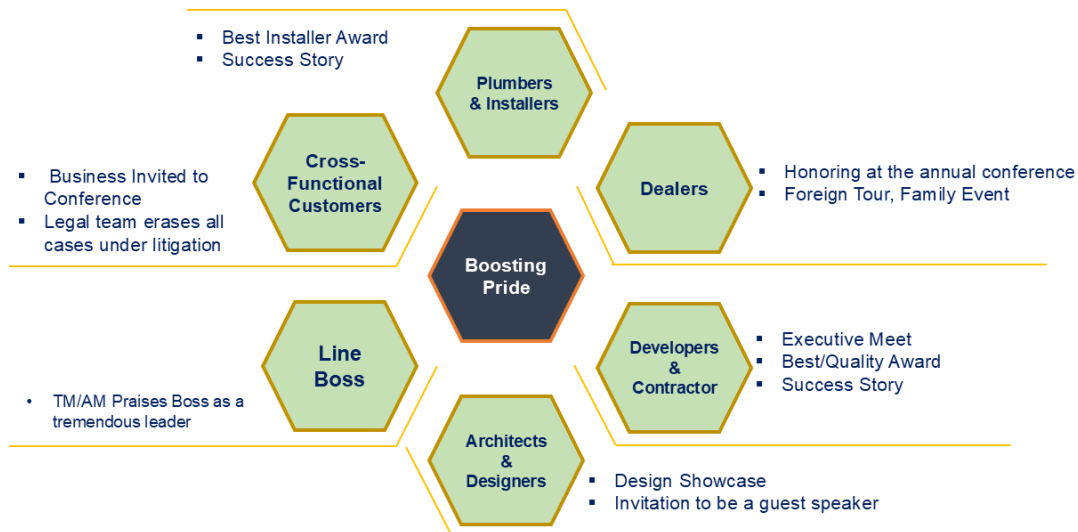 ▪ Best Installer Award
▪ Success Story
Plumbers
& Installers
Cross-
Functional
Customers
▪ Business Invited to
Conference
▪ Legal team erases all
cases under litigation
Dealers
▪ Honoring at the annual conference
▪ Foreign Tour, Family Event
Boosting
Pride
Line
Boss
• TM/AM Praises Boss as a
tremendous leader
Developers
&
Contractor
▪ Executive Meet
▪ Best/Quality Award
▪ Success Story
Architects
&
Designers
▪ Design Showcase
▪ Invitation to be a guest speaker